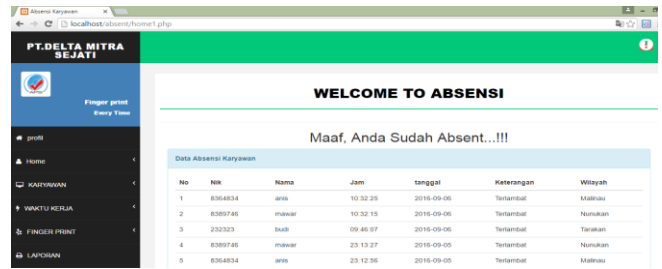 Absensi Karyawan
localhost/absent/home1.php
PT.DELTA MITRA
SEJATI
Finger print
Every Time
WELCOME TO ABSENSI
Maaf, Anda Sudah Absent...!!!
profil
Home
KARYAWAN
WAKTU KERJA
FINGER PRINT
LAPORAN
Data Absensi Karyawan
No Nik Nama Jam tanggal Keterangan Wilayah
1 8364834 anis 10:32:25 2016-09-06 Terlambat Malinau
2 8389746 mawar 10:32:15 2016-09-06 Terlambat Nunukan
3 232323 budi 09:46:07 2016-09-06 Terlambat Tarakan
4 8389746 mawar 23:13:27 2016-09-05 Terlambat Nunukan
5 8364834 anis 23:12:56 2016-09-05 Terlambat Malinau